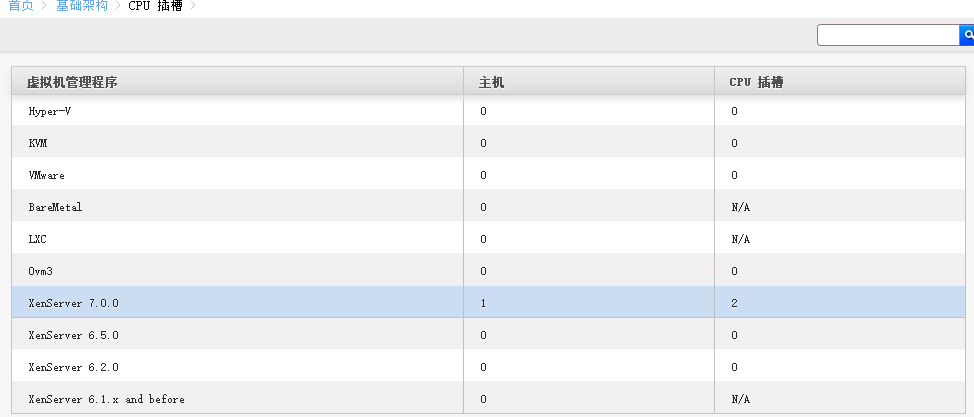 首页 > 基础架构 > CPU 插槽 >
虚拟机管理程序 主机 CPU 插槽
Hyper-V 0 0
KVM 0 0
VMware 0 0
BareMetal 0 N/A
LXC 0 N/A
Ovm3 0 0
XenServer 7.0.0 1 2
XenServer 6.5.0 0 0
XenServer 6.2.0 0 0
XenServer 6.1.x and before 0 N/A